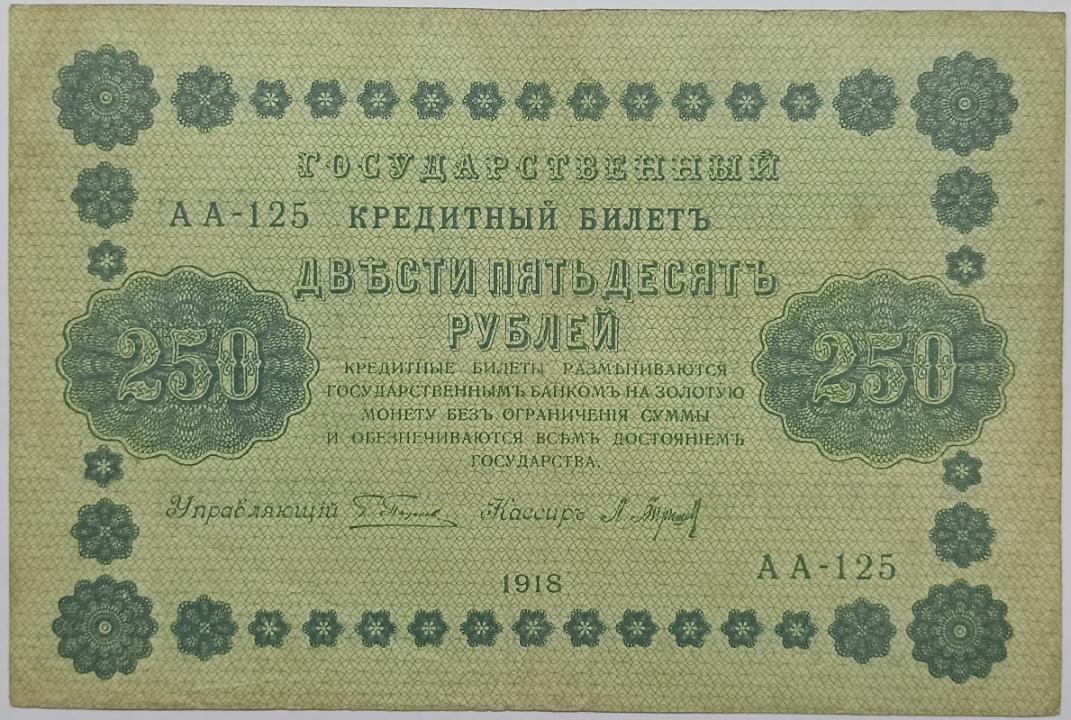 ГОСУДАРСТВЕННЫЙ
АА-125 КРЕДИТНЫЙ БИЛЕТЪ
ДВѢСТИ ПЯТЬДЕСЯТЪ
РУБЛЕЙ
250 250
КРЕДИТНЫЕ БИЛЕТЫ РАЗМѢНИВАЮТСЯ
ГОСУДАРСТВЕННЫМЪ БАНКОМЪ НА ЗОЛОТУЮ
МОНЕТУ БЕЗЪ ОГРАНИЧЕНІЯ СУММЫ
И ОБЕЗПЕЧИВАЮТСЯ ВСѢМЪ ДОСТОЯНІЕМЪ
ГОСУДАРСТВА.
Управляющій Кассиръ
АА-125
1918